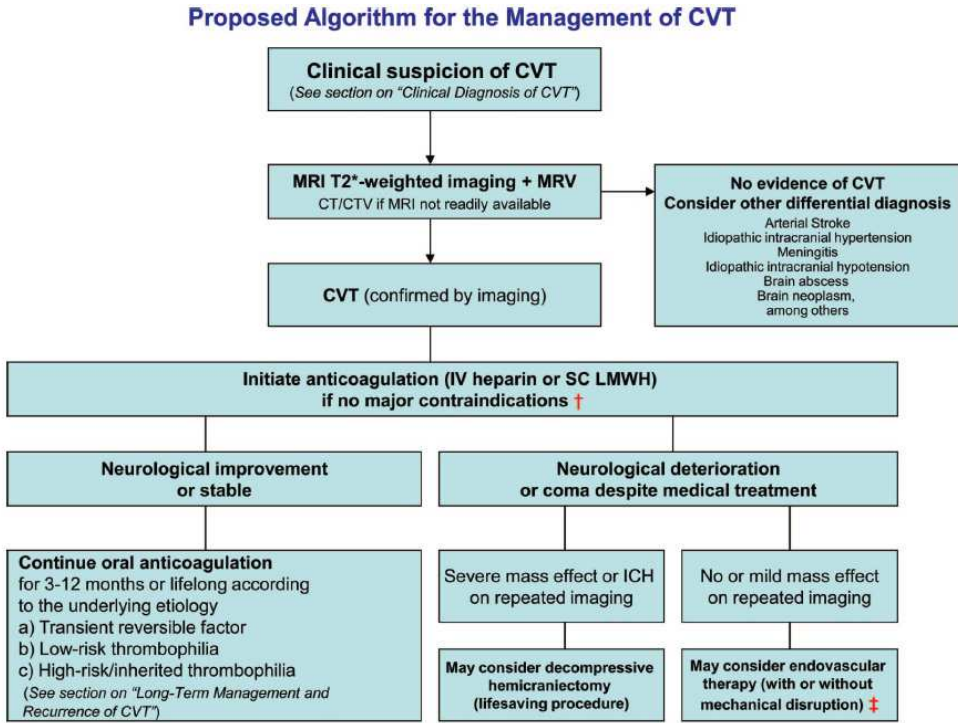 Proposed Algorithm for the Management of CVT
Clinical suspicion of CVT
(See section on “Clinical Diagnosis of CVT”)
MRI T2*-weighted imaging + MRV
CT/CTV if MRI not readily available
No evidence of CVT
Consider other differential diagnosis
Arterial Stroke
Idiopathic intracranial hypertension
Meningitis
Idiopathic intracranial hypotension
Brain abscess
Brain neoplasm,
among others
CVT (confirmed by imaging)
Initiate anticoagulation (IV heparin or SC LMWH)
if no major contraindications †
Neurological improvement
or stable
Neurological deterioration
or coma despite medical treatment
Continue oral anticoagulation
for 3-12 months or lifelong according
to the underlying etiology
a) Transient reversible factor
b) Low-risk thrombophilia
c) High-risk/inherited thrombophilia
(See section on “Long-Term Management and
Recurrence of CVT”)
Severe mass effect or ICH
on repeated imaging
No or mild mass effect
on repeated imaging
May consider decompressive
hemicraniectomy
(lifesaving procedure)
May consider endovascular
therapy (with or without
mechanical disruption) ‡